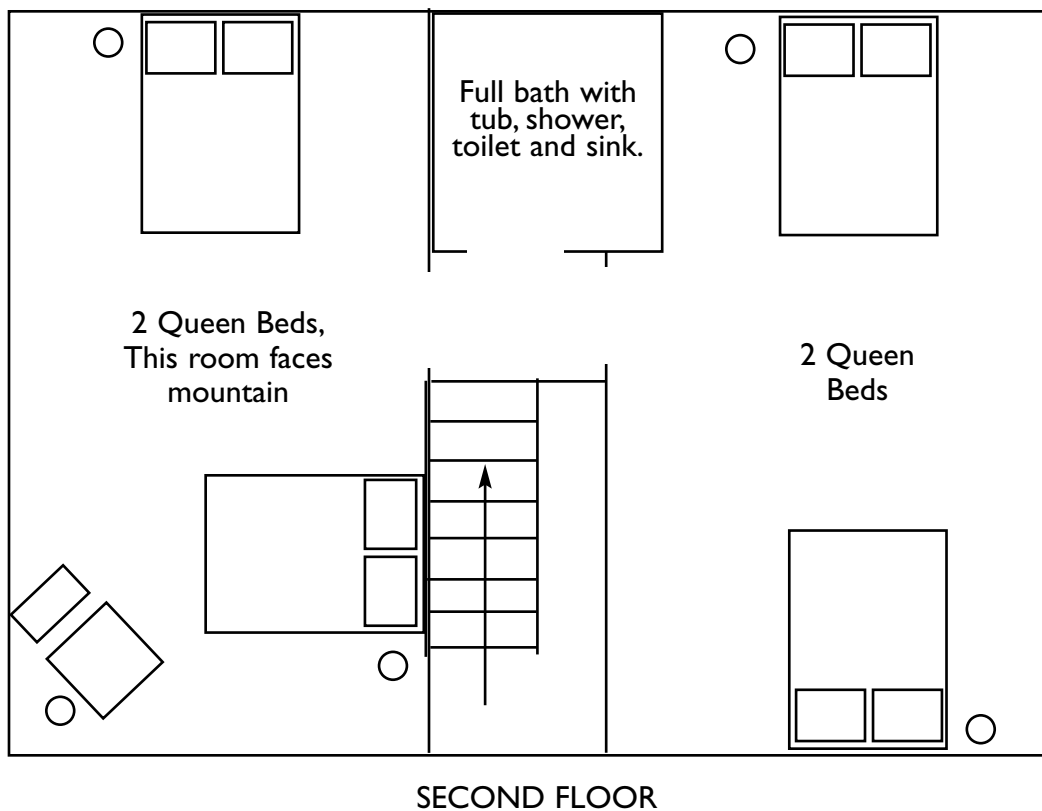 Full bath with
tub, shower,
toilet and sink.
2 Queen Beds,
This room faces
mountain
2 Queen
Beds
SECOND FLOOR